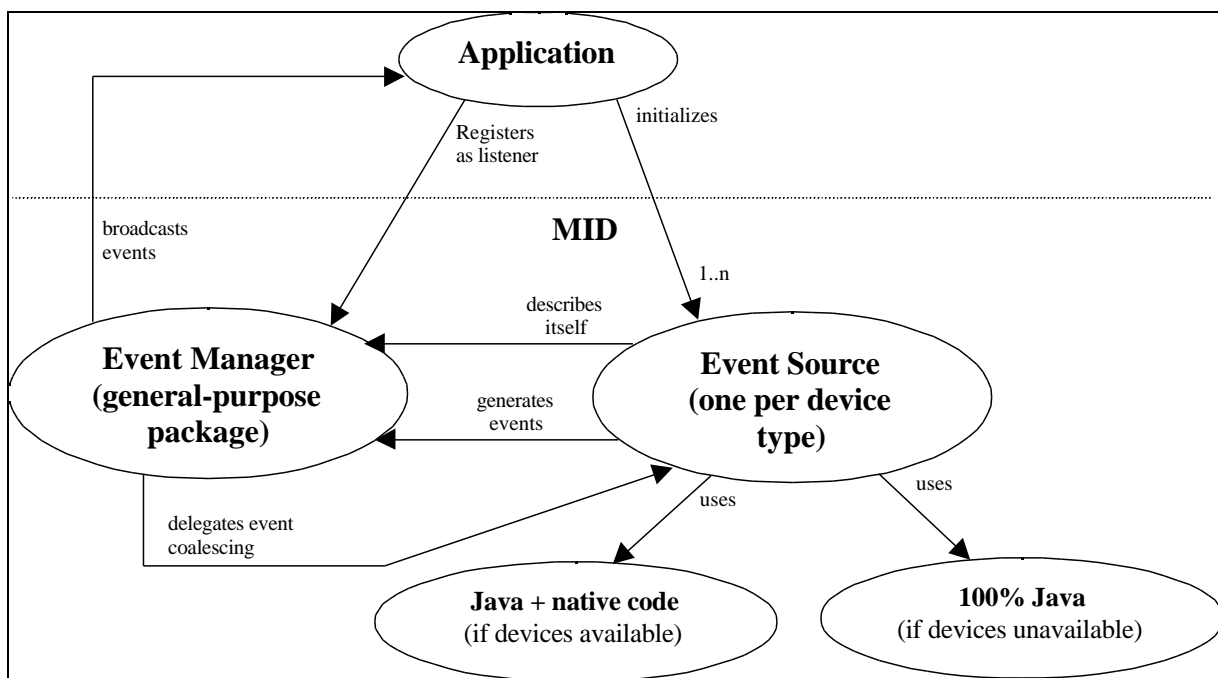 Application
initializes
Registers
as listener
broadcasts
events
MID
1..n
describes
itself
Event Manager
(general-purpose
package)
Event Source
(one per device
type)
generates
events
uses
uses
delegates event
coalescing
Java + native code
(if devices available)
100% Java
(if devices unavailable)